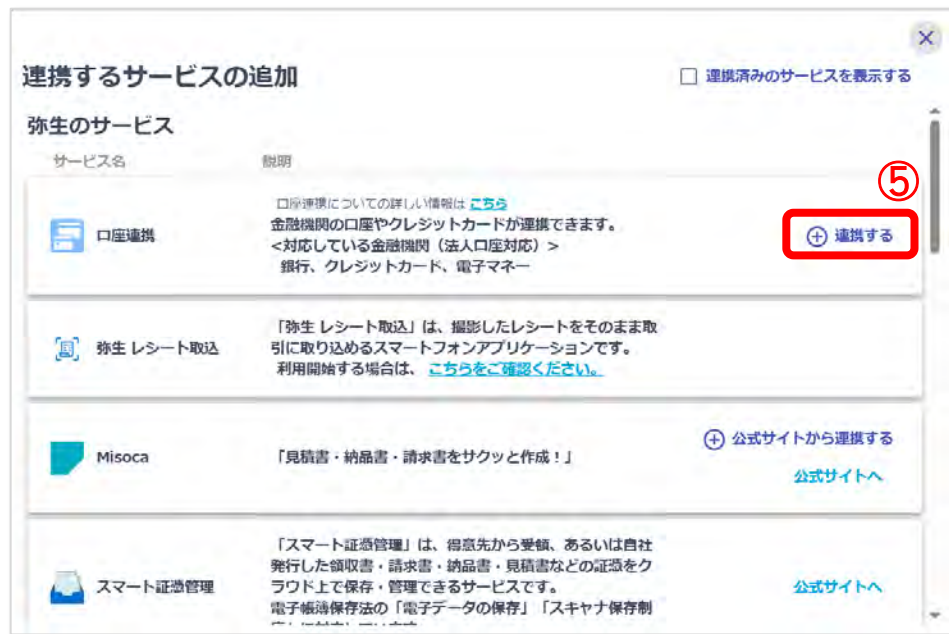 連携するサービスの追加
連携済みのサービスを表示する
弥生のサービス
サービス名 説明
⑤
口座連携についての詳しい情報は こちら
金融機関の口座やクレジットカードが連携できます。
<対応している金融機関（法人口座対応）>
銀行、クレジットカード、電子マネー
口座連携
連携する
「弥生 レシート取込」は、撮影したレシートをそのまま取
引に取り込めるスマートフォンアプリケーションです。
利用開始する場合は、 こちらをご確認ください。
弥生 レシート取込
Misoca
「見積書・納品書・請求書をサクッと作成！」
公式サイトから連携する
公式サイトへ
「スマート証憑管理」は、得意先から受領、あるいは自社
発行した領収書・請求書・納品書・見積書などの証憑をク
ラウド上で保存・管理できるサービスです。
電子帳簿保存法の「電子データの保存」「スキャナ保存制
スマート証憑管理
公式サイトへ